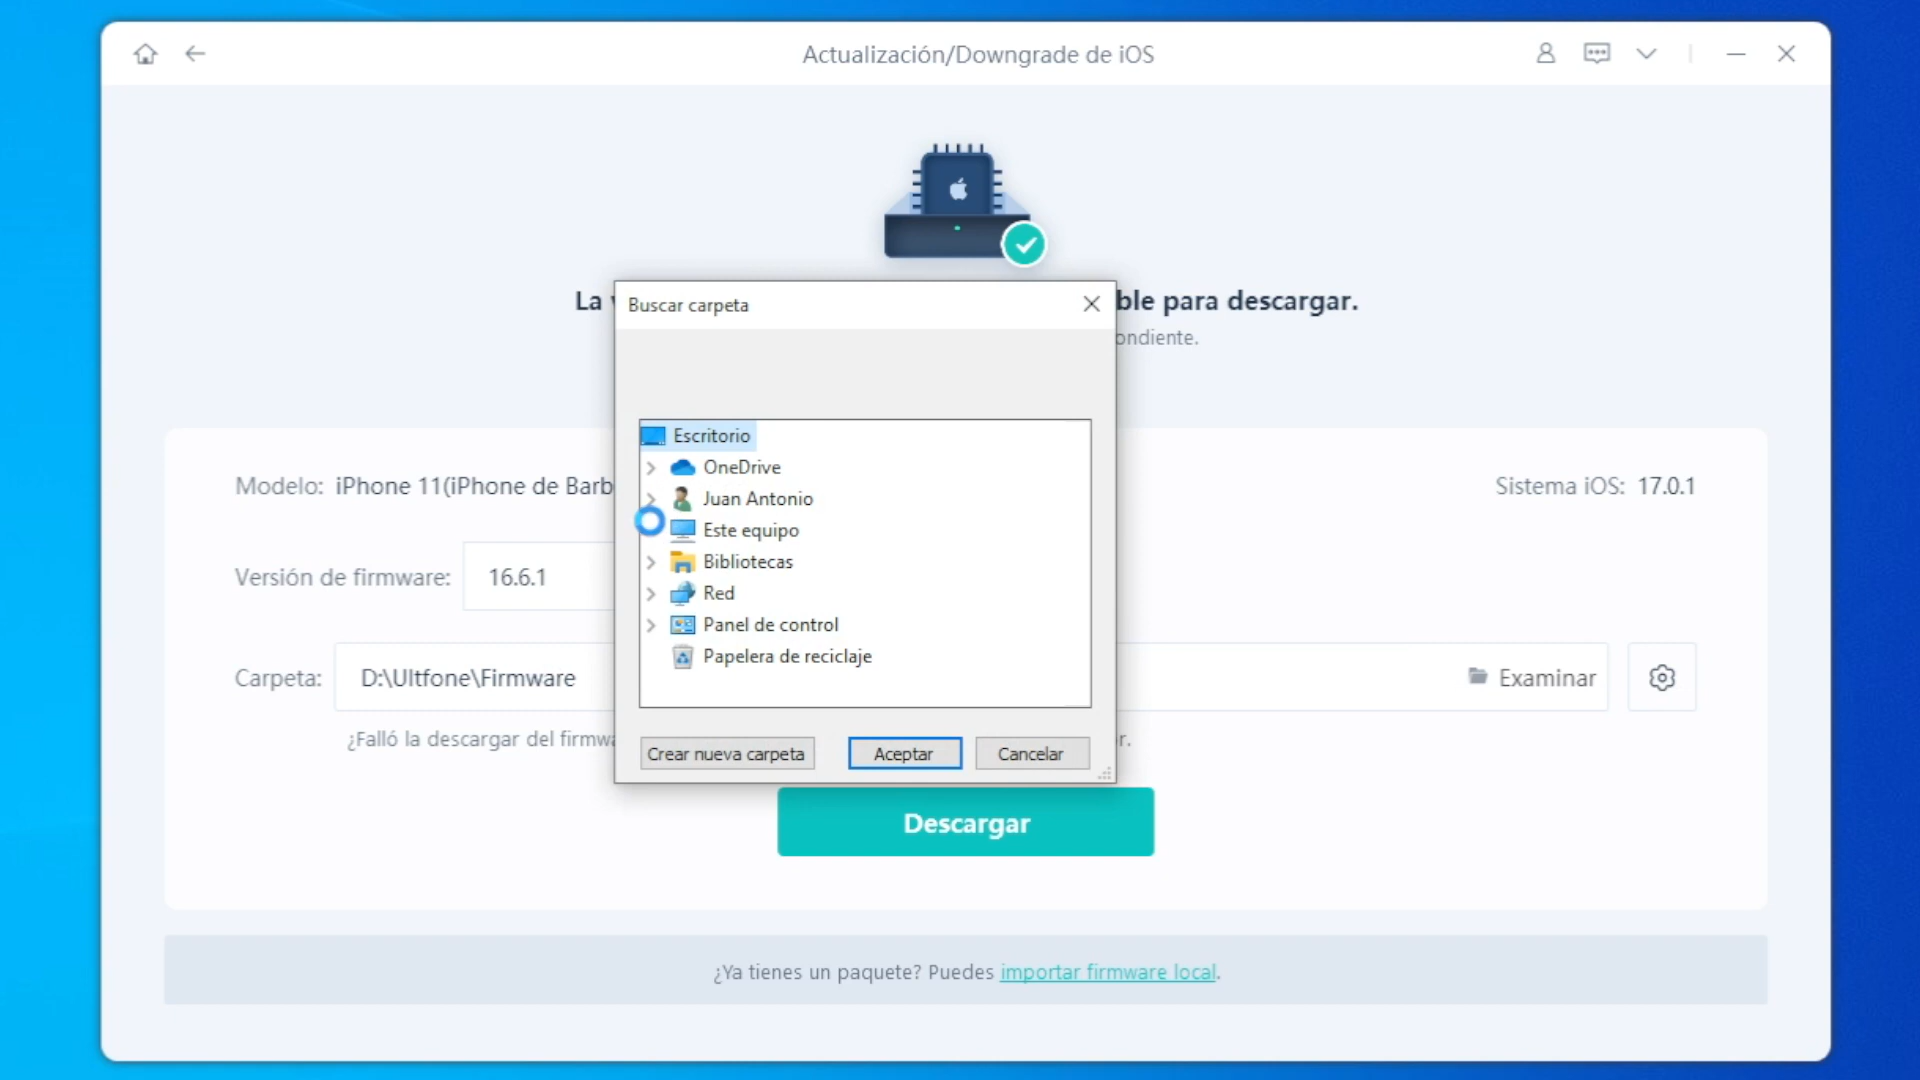 Actualización/Downgrade de iOS
La
ble para descargar.
ondiente.
Buscar carpeta
Escritorio
OneDrive
Juan Antonio
Este equipo
Bibliotecas
Red
Panel de control
Papelera de reciclaje
Crear nueva carpeta
Aceptar
Cancelar
Modelo: iPhone 11(iPhone de Barb
Sistema iOS: 17.0.1
Versión de firmware: 16.6.1
Carpeta: D:\Ultfone\Firmware
Examinar
¿Falló la descargar del firmw
r.
Descargar
¿Ya tienes un paquete? Puedes importar firmware local.